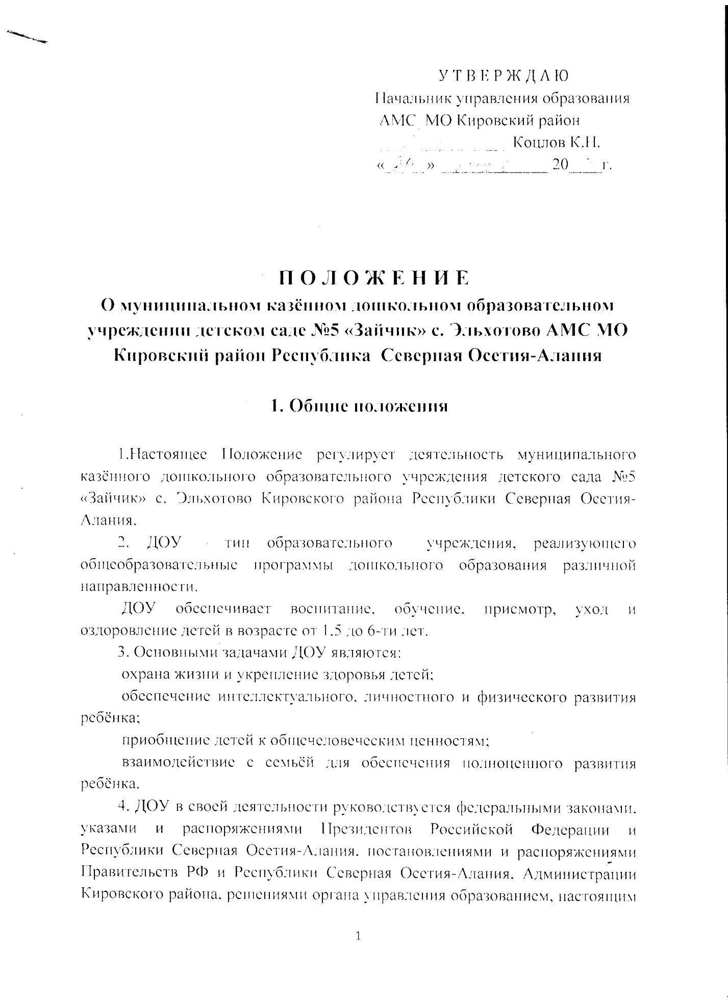 У Т В Е Р Ж Д А Ю
Начальник управления образования
АМС МО Кировский район
Коцлов К.Н.
« » 20 г.
П О Л О Ж Е Н И Е
О муниципальном казённом дошкольном образовательном
учреждении детском саде №5 «Зайчик» с. Эльхотово АМС МО
Кировский район Республика Северная Осетия-Алания
1. Общие положения
1.Настоящее Положение регулирует деятельность муниципального
казённого дошкольного образовательного учреждения детского сада №5
«Зайчик» с. Эльхотово Кировского района Республики Северная Осетия-
Алания.
2. ДОУ - тип образовательного учреждения, реализующего
общеобразовательные программы дошкольного образования различной
направленности.
ДОУ обеспечивает воспитание, обучение, присмотр, уход и
оздоровление детей в возрасте от 1,5 до 6-ти лет.
3. Основными задачами ДОУ являются:
охрана жизни и укрепление здоровья детей;
обеспечение интеллектуального, личностного и физического развития
ребёнка;
приобщение детей к общечеловеческим ценностям;
взаимодействие с семьёй для обеспечения полноценного развития
ребёнка.
4. ДОУ в своей деятельности руководствуется федеральными законами,
указами и распоряжениями Президентов Российской Федерации и
Республики Северная Осетия-Алания, постановлениями и распоряжениями
Правительств РФ и Республики Северная Осетия-Алания, Администрации
Кировского района, решениями органа управления образованием, настоящим
1